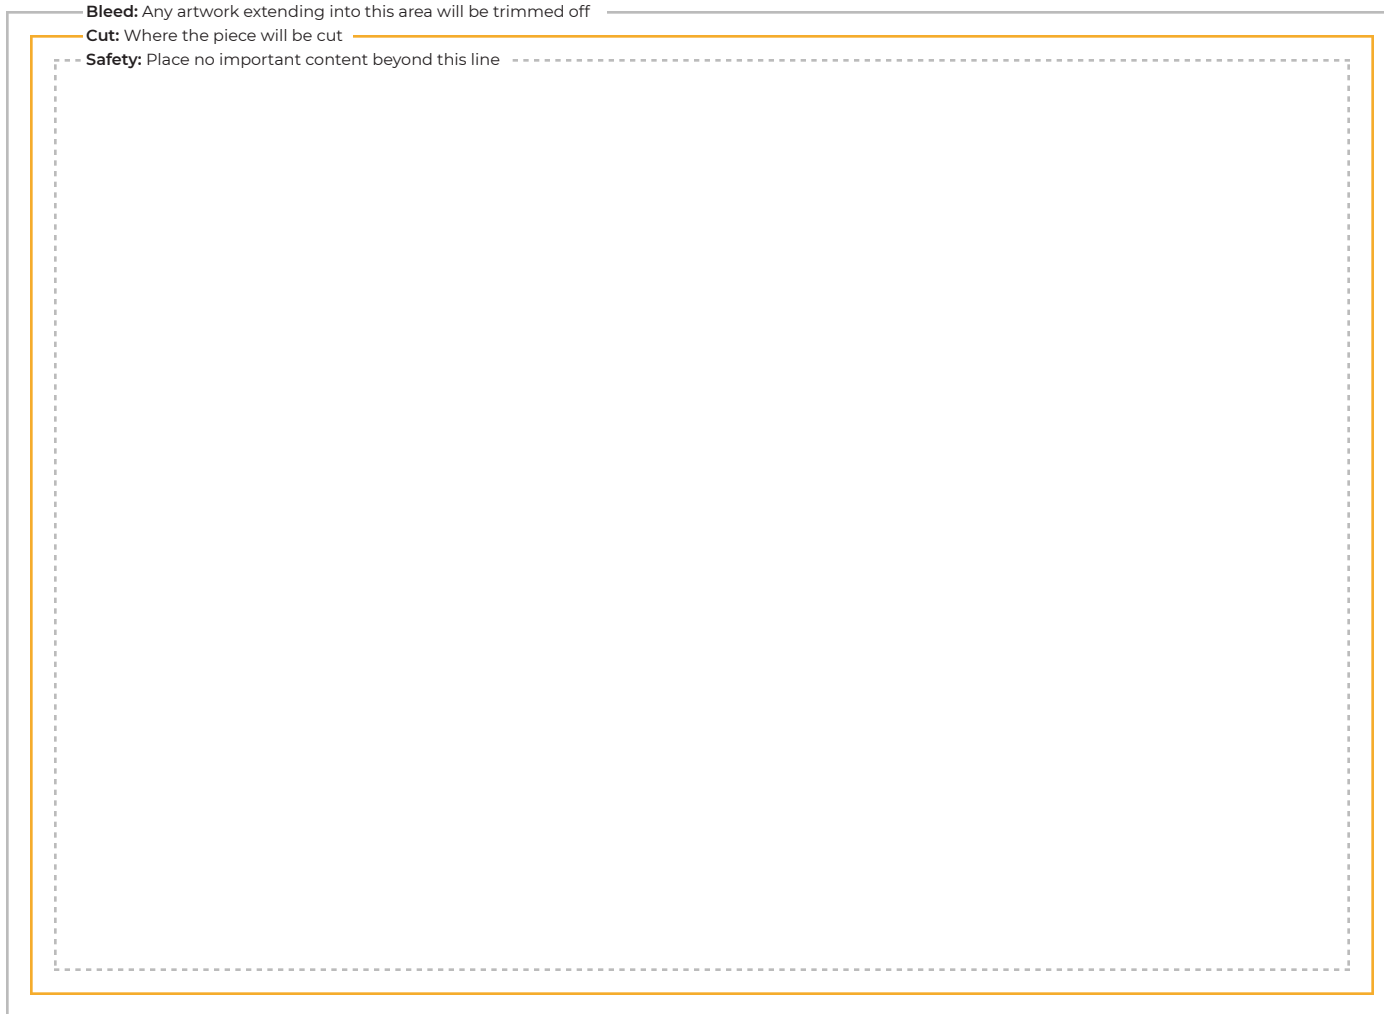 Bleed: Any artwork extending into this area will be trimmed off
Cut: Where the piece will be cut
Safety: Place no important content beyond this line